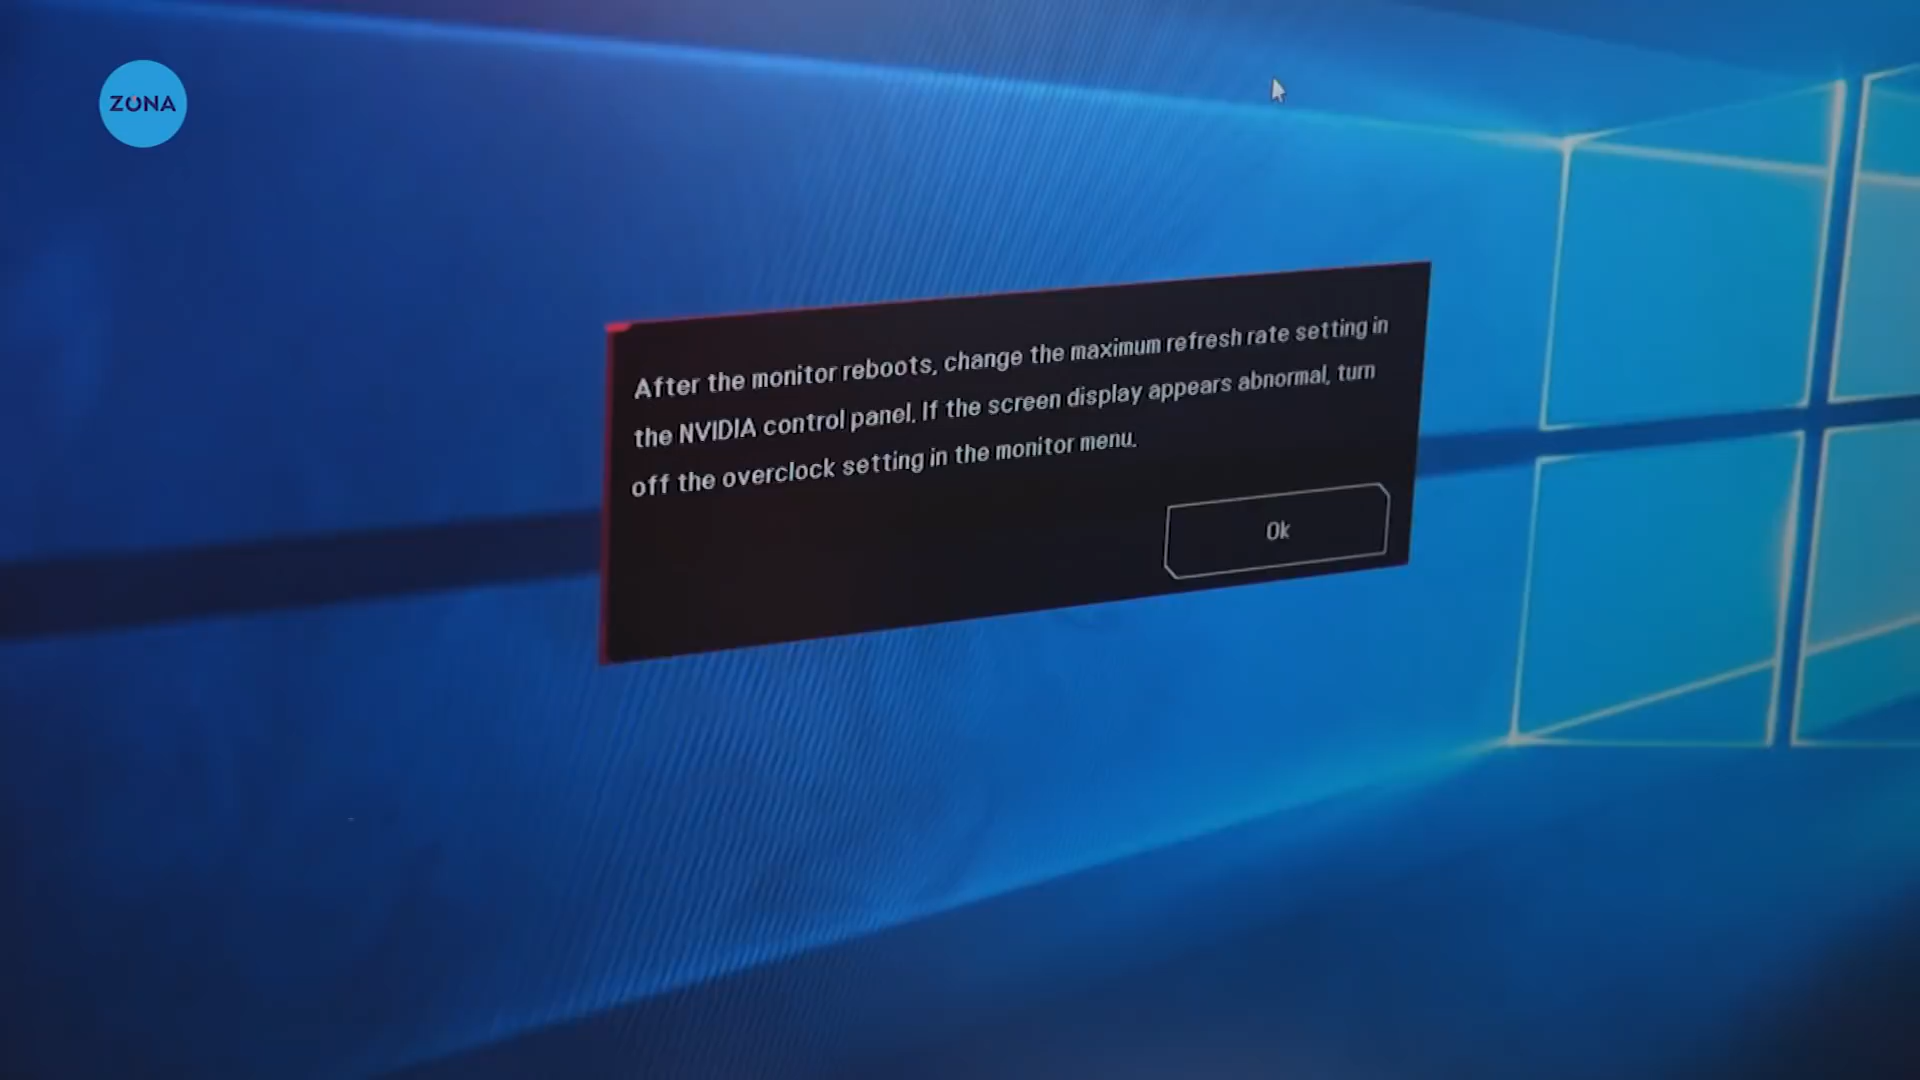 ZONA
After the monitor reboots, change the maximum refresh rate setting in
the NVIDIA control panel. If the screen display appears abnormal, turn
off the overclock setting in the monitor menu.
Ok